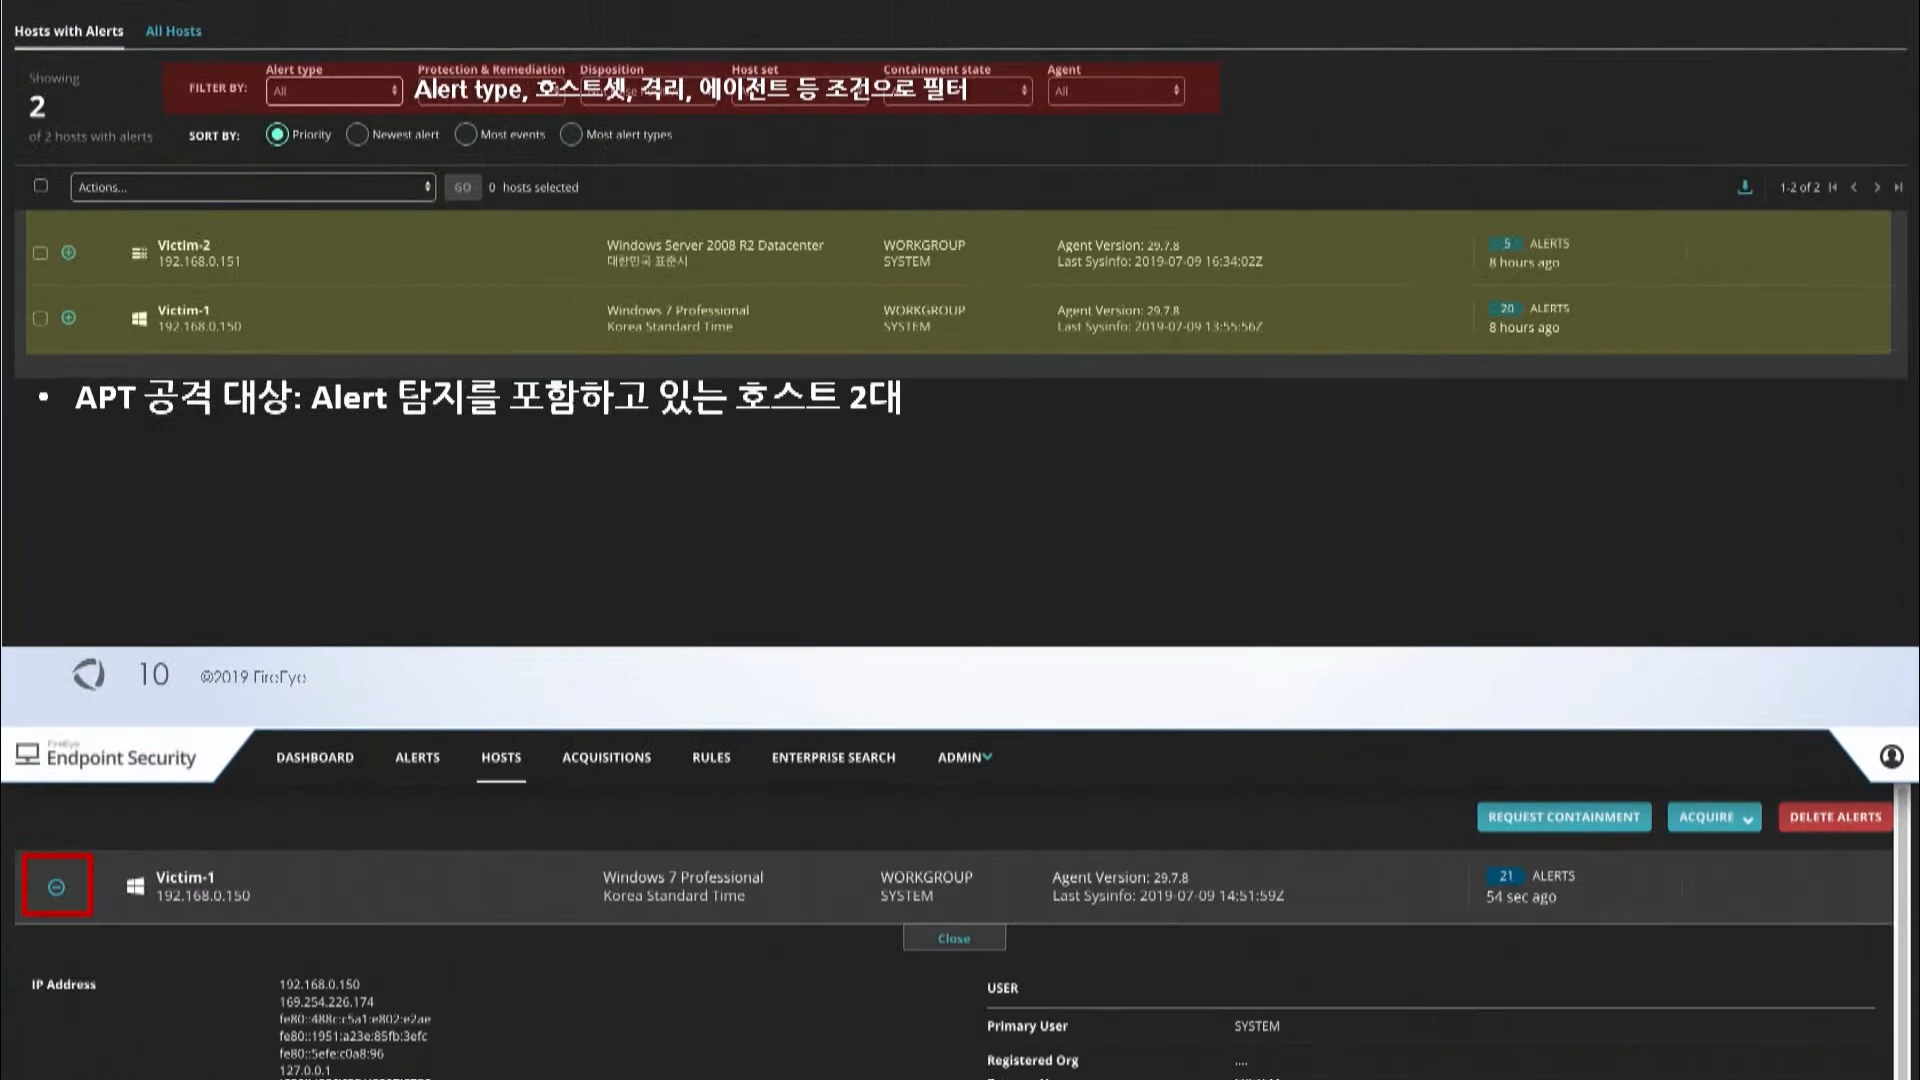 Hosts with Alerts All Hosts
Showing
2
of 2 hosts with alerts
FILTER BY:
Alert type Protection & Remediation Disposition Host set Containment state Agent
All Alert type, 호스트셋, 격리, 에이전트 등 조건으로 필터 All
SORT BY: Priority Newest alert Most events Most alert types
Actions... GO 0 hosts selected 1-2 of 2
Victim-2 Windows Server 2008 R2 Datacenter WORKGROUP Agent Version: 29.7.8 5 ALERTS
192.168.0.151 대한민국 표준시 SYSTEM Last Sysinfo: 2019-07-09 16:34:02Z 8 hours ago
Victim-1 Windows 7 Professional WORKGROUP Agent Version: 29.7.8 20 ALERTS
192.168.0.150 Korea Standard Time SYSTEM Last Sysinfo: 2019-07-09 13:55:56Z 8 hours ago
• APT 공격 대상: Alert 탐지를 포함하고 있는 호스트 2대
10 ©2019 FireEye
FireEye
Endpoint Security DASHBOARD ALERTS HOSTS ACQUISITIONS RULES ENTERPRISE SEARCH ADMIN
REQUEST CONTAINMENT ACQUIRE DELETE ALERTS
Victim-1 Windows 7 Professional WORKGROUP Agent Version: 29.7.8 21 ALERTS
192.168.0.150 Korea Standard Time SYSTEM Last Sysinfo: 2019-07-09 14:51:59Z 54 sec ago
Close
IP Address 192.168.0.150 USER
169.254.226.174
fe80::488c:c5a1:e802:e2ae
Primary User SYSTEM
fe80::1951:a23e:85fb:3efc
fe80::5efe:c0a8:96
Registered Org ....
127.0.0.1